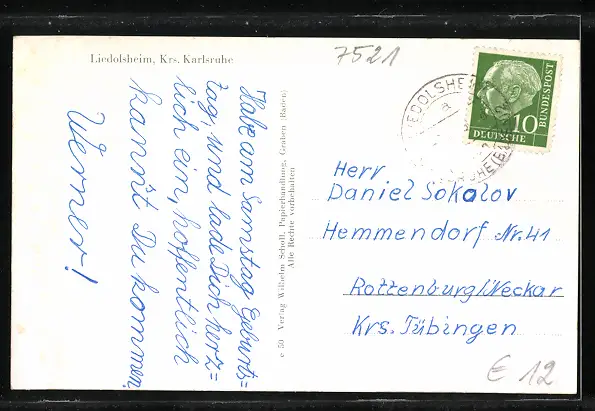 Liedolsheim, Krs. Karlsruhe
7521
Habe am Samstag Geburts=
tag, und lade Dich herz=
lich ein, hoffentlich
kannst Du kommen.
Werner!
c 50 Verlag Wilhelm Scholl, Papierhandlung, Graben (Baden)
Alle Rechte vorbehalten
LIEDOLSHEIM
a
10
DEUTSCHE
BUNDESPOST
Herr
Daniel Sokolov
Hemmendorf Nr. 41
Rottenburg/Neckar
Krs. Tübingen
€ 12